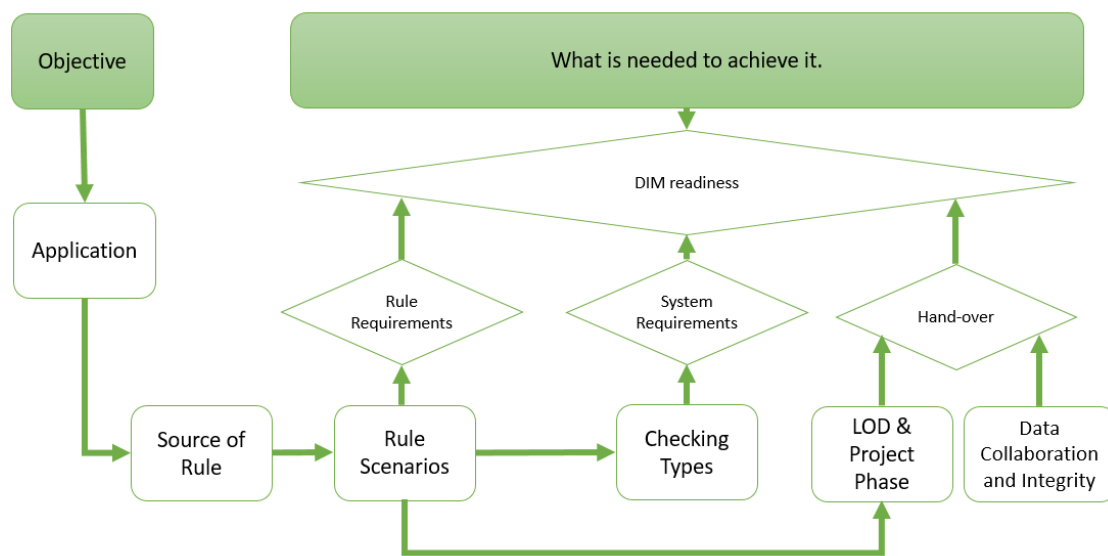 Objective
What is needed to achieve it.
DIM readiness
Application
Rule
Requirements
System
Requirements
Hand-over
Source of
Rule
Rule
Scenarios
Checking
Types
LOD &
Project
Phase
Data
Collaboration
and Integrity